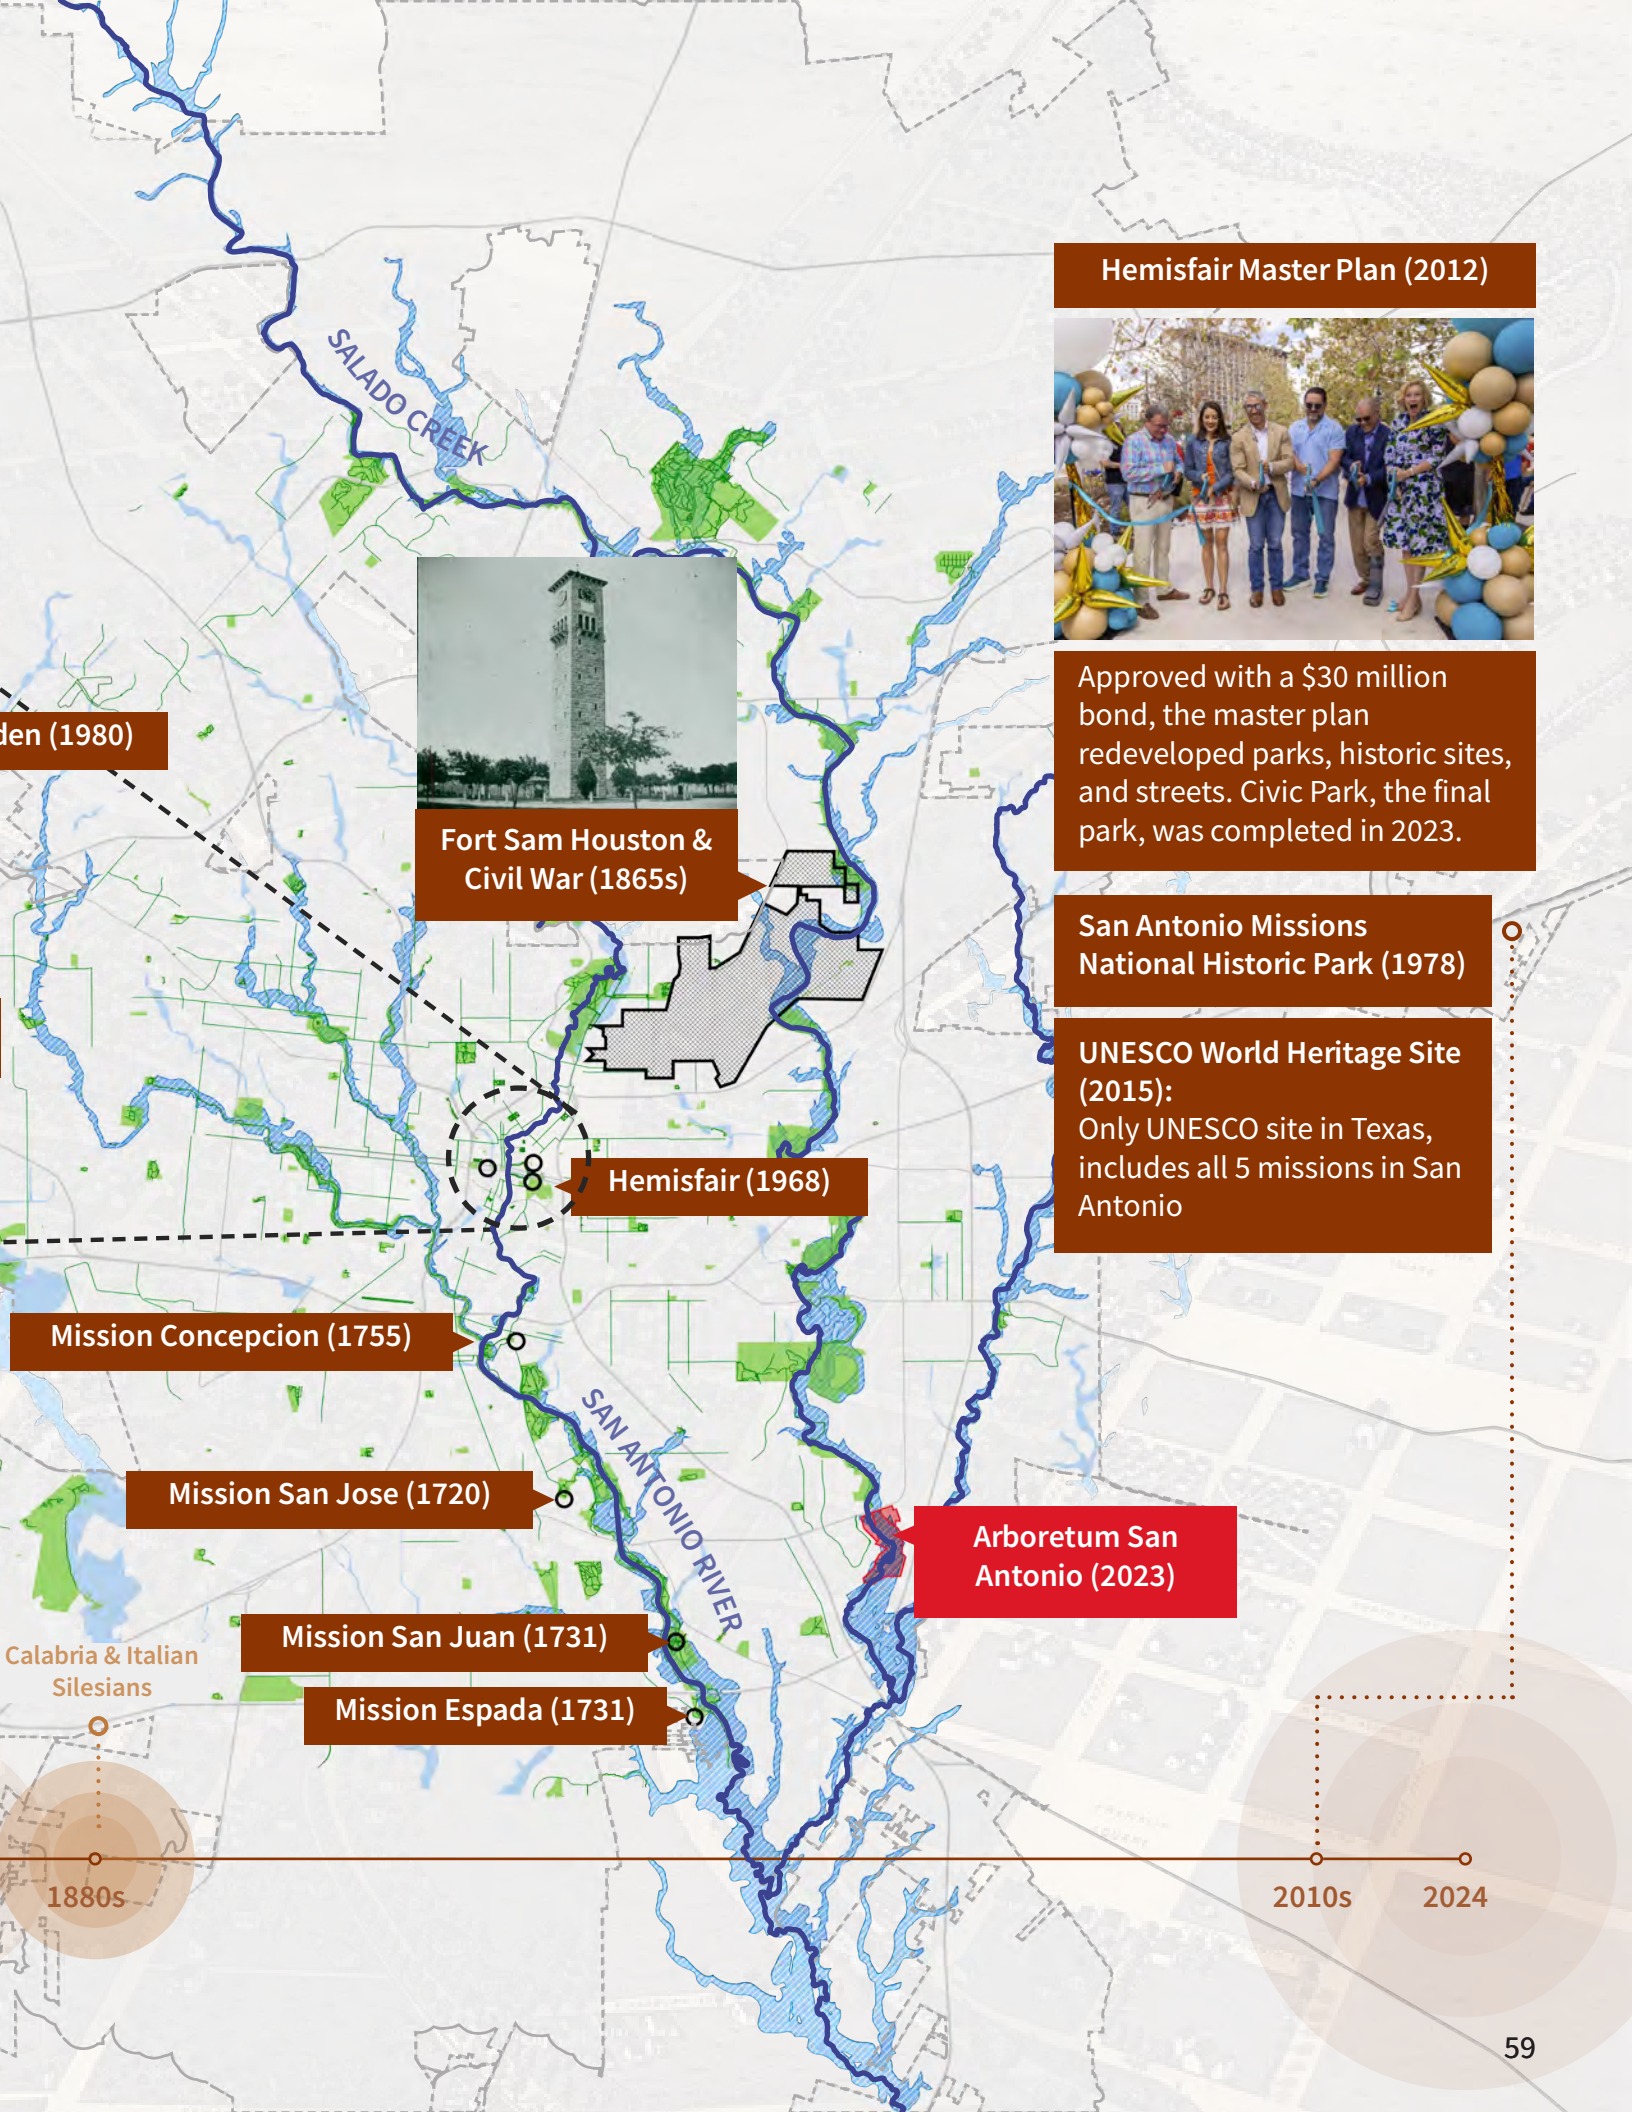 Hemisfair Master Plan (2012)
SALADO CREEK
Approved with a $30 million
bond, the master plan
redeveloped parks, historic sites,
and streets. Civic Park, the final
park, was completed in 2023.
den (1980)
Fort Sam Houston &
Civil War (1865s)
San Antonio Missions
National Historic Park (1978)
UNESCO World Heritage Site
(2015):
Only UNESCO site in Texas,
includes all 5 missions in San
Antonio
Hemisfair (1968)
Mission Concepcion (1755)
SAN ANTONIO RIVER
Mission San Jose (1720)
Arboretum San
Antonio (2023)
Mission San Juan (1731)
Calabria & Italian
Silesians
Mission Espada (1731)
1880s
2010s
2024
59